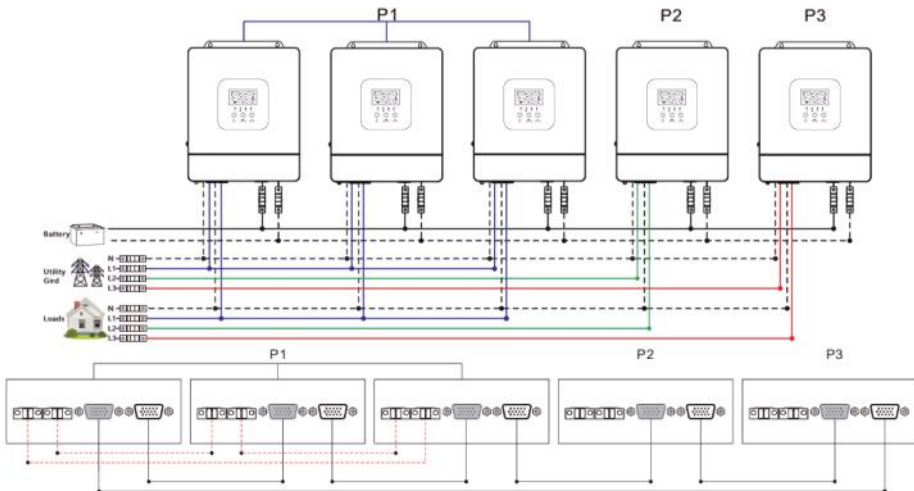 P1 P2 P3
Battery
N
L1
Utility
Gird
L2
L3
N
Loads
L1
L2
L3
P1 P2 P3